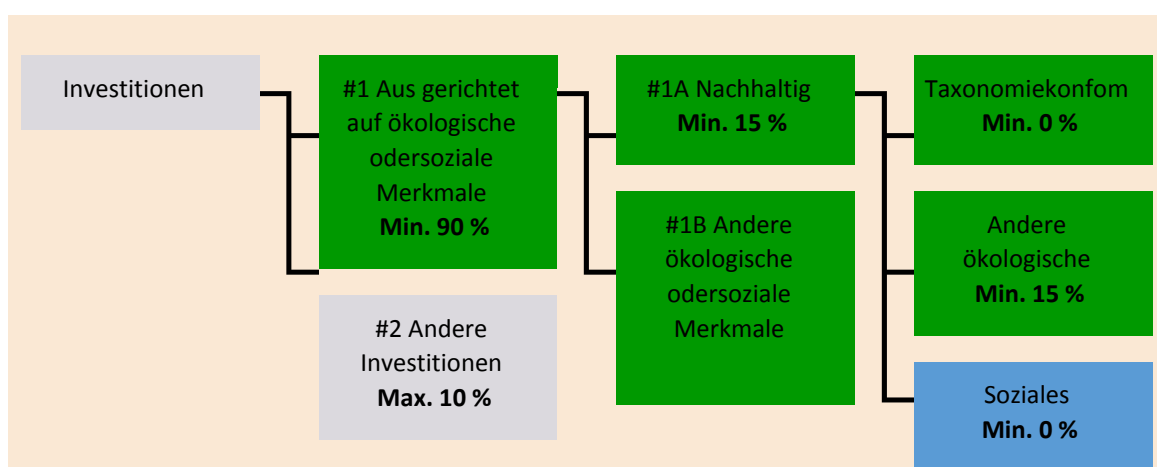 Investitionen
#1 Aus gerichtet
auf ökologische
odersoziale
Merkmale
Min. 90 %
#2 Andere
Investitionen
Max. 10 %
#1A Nachhaltig
Min. 15 %
#1B Andere
ökologische
odersoziale
Merkmale
Taxonomiekonfom
Min. 0 %
Andere
ökologische
Min. 15 %
Soziales
Min. 0 %